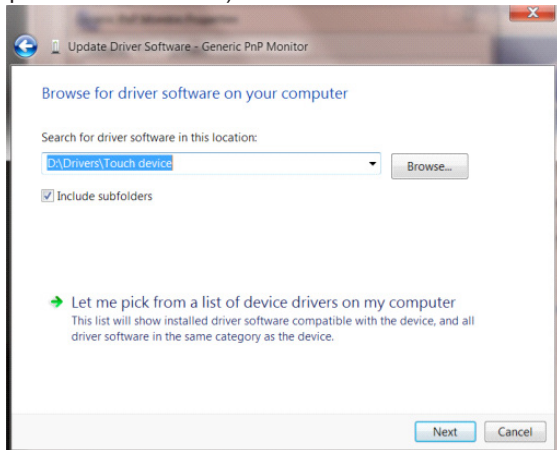 Update Driver Software - Generic PnP Monitor
Browse for driver software on your computer
Search for driver software in this location:
D:\Drivers\Touch device
Browse...
Include subfolders
Let me pick from a list of device drivers on my computer
This list will show installed driver software compatible with the device, and all
driver software in the same category as the device.
Next
Cancel